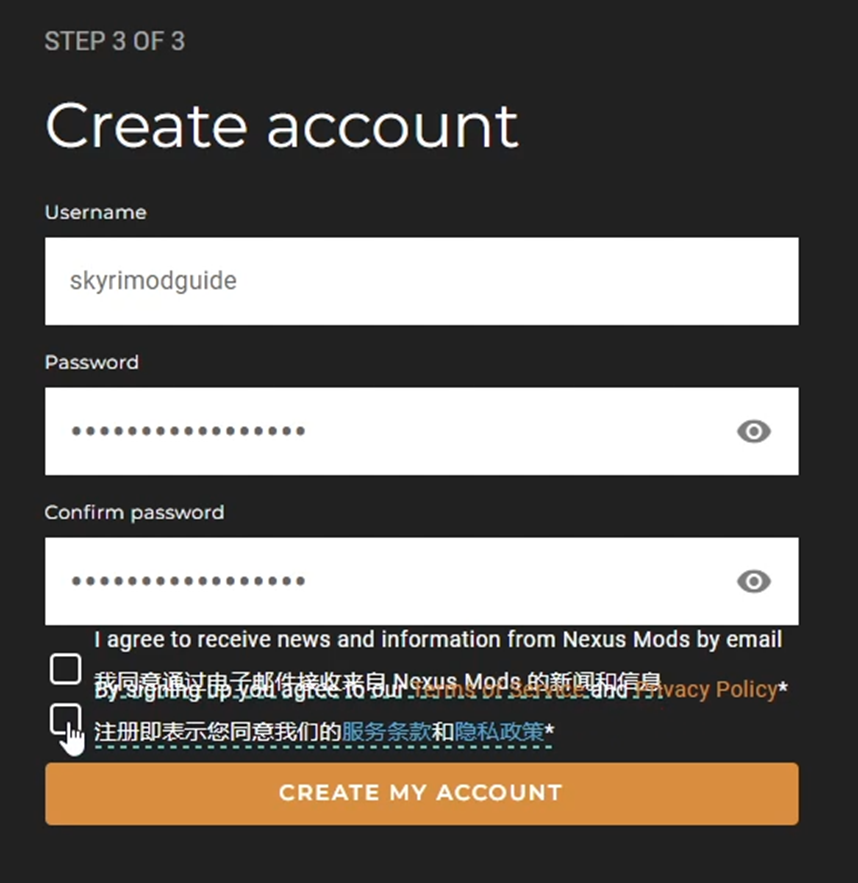 STEP 3 OF 3
Create account
Username
skyrimodguide
Password
Confirm password
I agree to receive news and information from Nexus Mods by email
我同意通过电子邮件接收来自 Nexus Mods 的新闻和信息
By signing up you agree to our Terms of Service and Privacy Policy*
注册即表示您同意我们的服务条款和隐私政策*
CREATE MY ACCOUNT